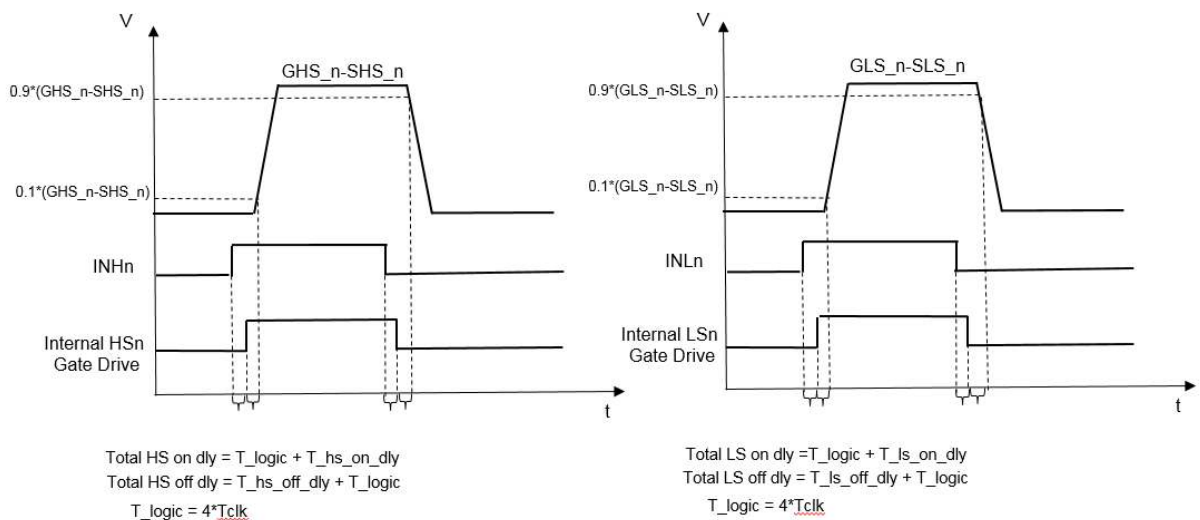 V
GHS_n-SHS_n
0.9*(GHS_n-SHS_n)
0.1*(GHS_n-SHS_n)
INHn
Internal HSn
Gate Drive
t
Total HS on dly = T_logic + T_hs_on_dly
Total HS off dly = T_hs_off_dly + T_logic
T_logic = 4*Tclk
V
GLS_n-SLS_n
0.9*(GLS_n-SLS_n)
0.1*(GLS_n-SLS_n)
INLn
Internal LSn
Gate Drive
t
Total LS on dly =T_logic + T_ls_on_dly
Total LS off dly = T_ls_off_dly + T_logic
T_logic = 4*Tclk